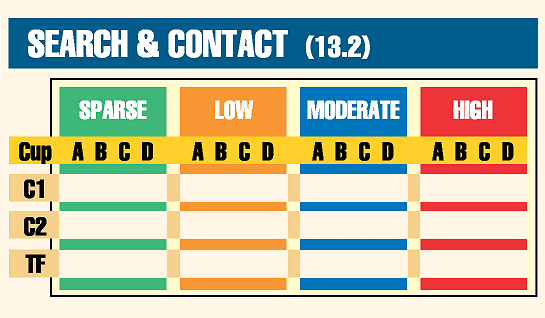 SEARCH & CONTACT (13.2)
SPARSE LOW MODERATE HIGH
Cup A B C D A B C D A B C D A B C D
C1
C2
TF